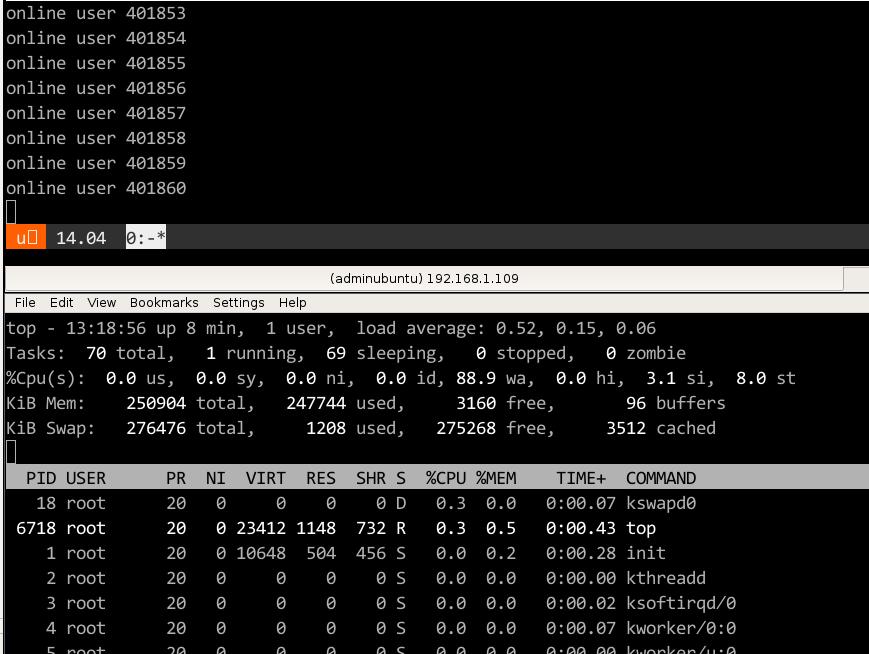 online user 401853
online user 401854
online user 401855
online user 401856
online user 401857
online user 401858
online user 401859
online user 401860
u 14.04 0:-*
(adminubuntu) 192.168.1.109
File Edit View Bookmarks Settings Help
top - 13:18:56 up 8 min, 1 user, load average: 0.52, 0.15, 0.06
Tasks: 70 total, 1 running, 69 sleeping, 0 stopped, 0 zombie
%Cpu(s): 0.0 us, 0.0 sy, 0.0 ni, 0.0 id, 88.9 wa, 0.0 hi, 3.1 si, 8.0 st
KiB Mem: 250904 total, 247744 used, 3160 free, 96 buffers
KiB Swap: 276476 total, 1208 used, 275268 free, 3512 cached
PID USER PR NI VIRT RES SHR S %CPU %MEM TIME+ COMMAND
18 root 20 0 0 0 0 D 0.3 0.0 0:00.07 kswapd0
6718 root 20 0 23412 1148 732 R 0.3 0.5 0:00.43 top
1 root 20 0 10648 504 456 S 0.0 0.2 0:00.28 init
2 root 20 0 0 0 0 S 0.0 0.0 0:00.00 kthreadd
3 root 20 0 0 0 0 S 0.0 0.0 0:00.02 ksoftirqd/0
4 root 20 0 0 0 0 S 0.0 0.0 0:00.07 kworker/0:0
5 root 20 0 0 0 0 S 0.0 0.0 0:00.00 kworker/u:0